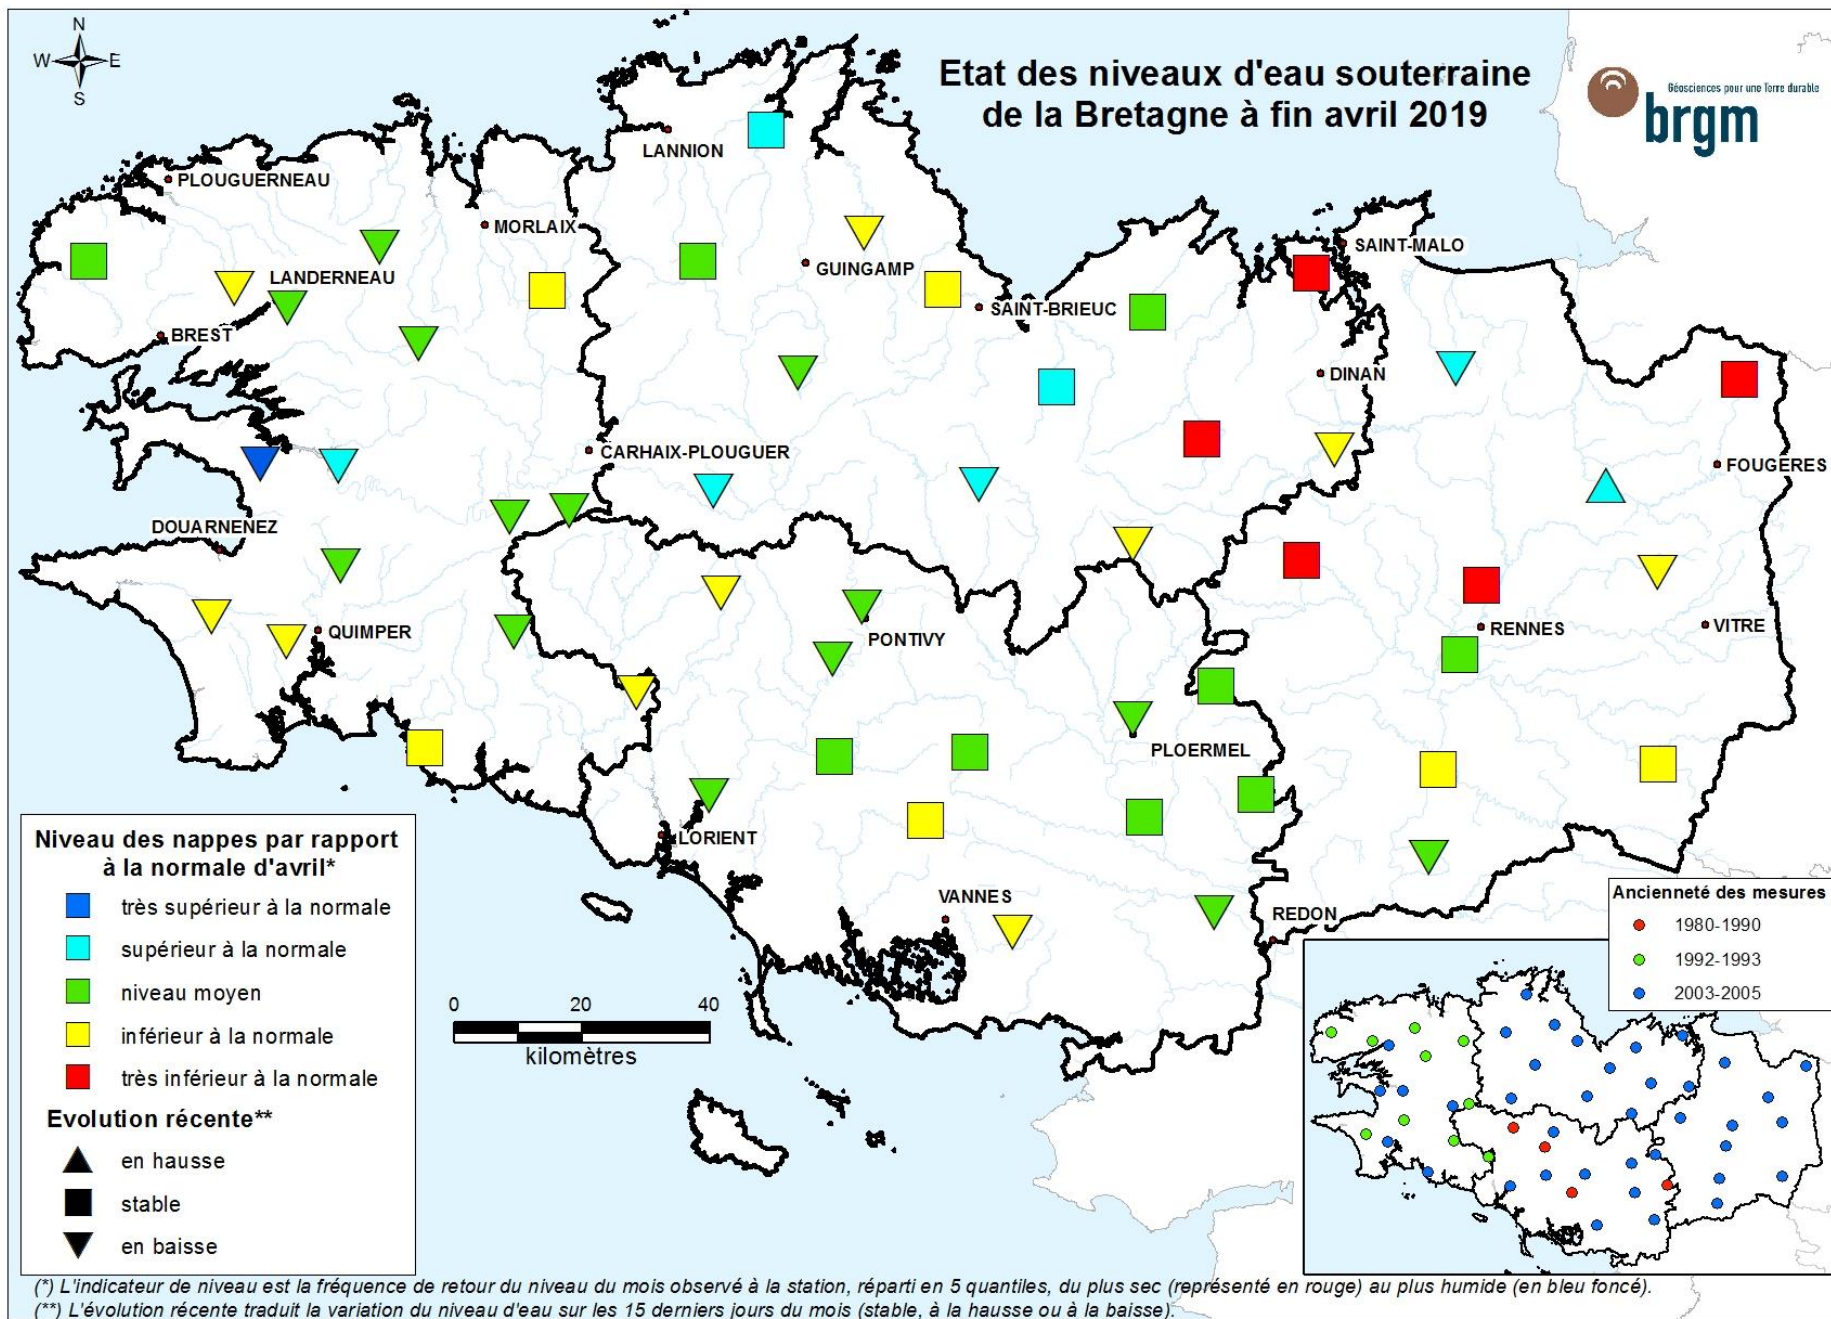 N
W E
S
Etat des niveaux d'eau souterraine
de la Bretagne à fin avril 2019
Géosciences pour une Terre durable
brgm
LANNION
PLOUGUERNEAU
MORLAIX
SAINT-MALO
GUINGAMP
LANDERNEAU
SAINT-BRIEUC
BREST
DINAN
CARHAIX-PLOUGUER
FOUGERES
DOUARNENEZ
QUIMPER
PONTIVY
RENNES
VITRE
PLOERMEL
LORIENT
VANNES
REDON
Niveau des nappes par rapport
à la normale d'avril*
très supérieur à la normale
supérieur à la normale
niveau moyen
inférieur à la normale
très inférieur à la normale
Evolution récente**
en hausse
stable
en baisse
0 20 40
kilomètres
Ancienneté des mesures
1980-1990
1992-1993
2003-2005
(*) L'indicateur de niveau est la fréquence de retour du niveau du mois observé à la station, réparti en 5 quantiles, du plus sec (représenté en rouge) au plus humide (en bleu foncé).
(**) L'évolution récente traduit la variation du niveau d'eau sur les 15 derniers jours du mois (stable, à la hausse ou à la baisse).